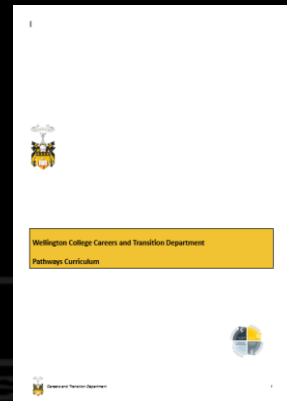 Wellington College Careers and Transition Department
Pathways Curriculum
Careers and Transition Department